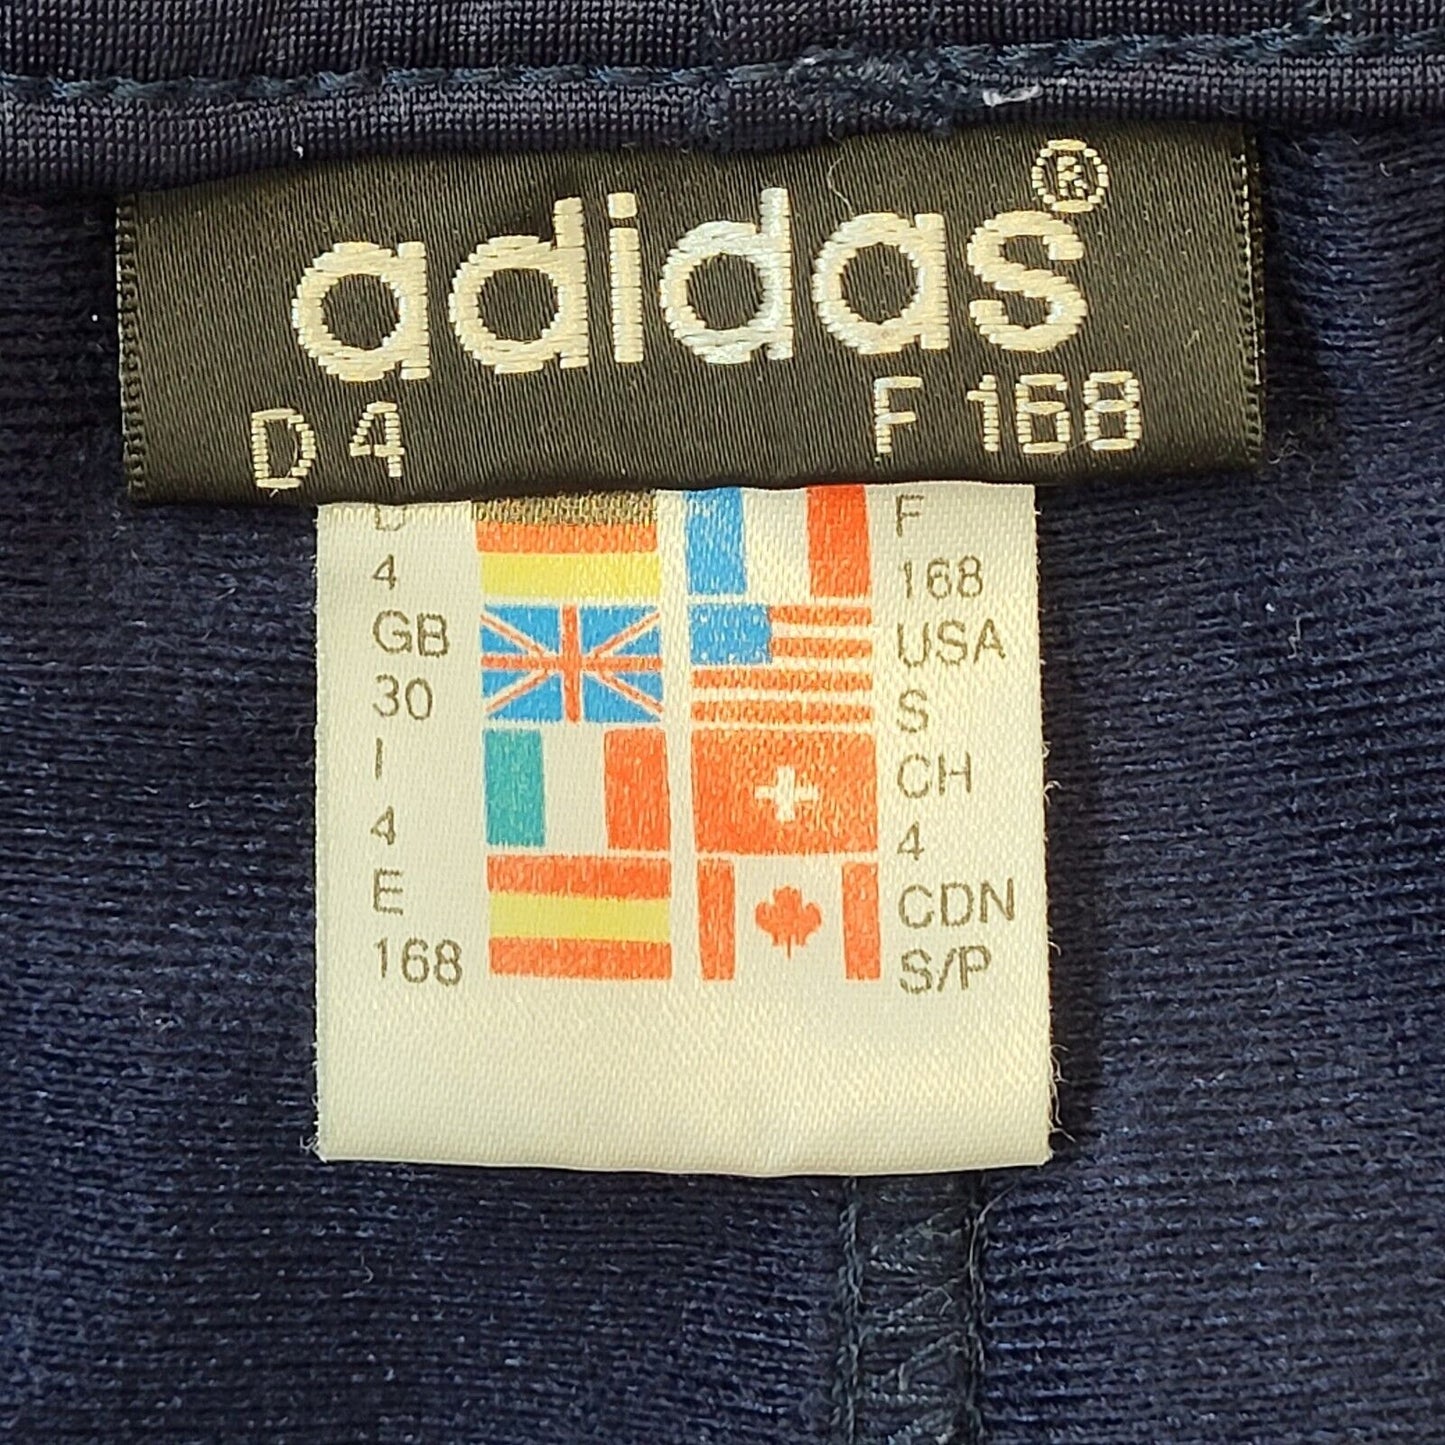 adidas®
D 4 F 168
D F
4 168
GB USA
30 S
I CH
4 4
E CDN
168 S/P